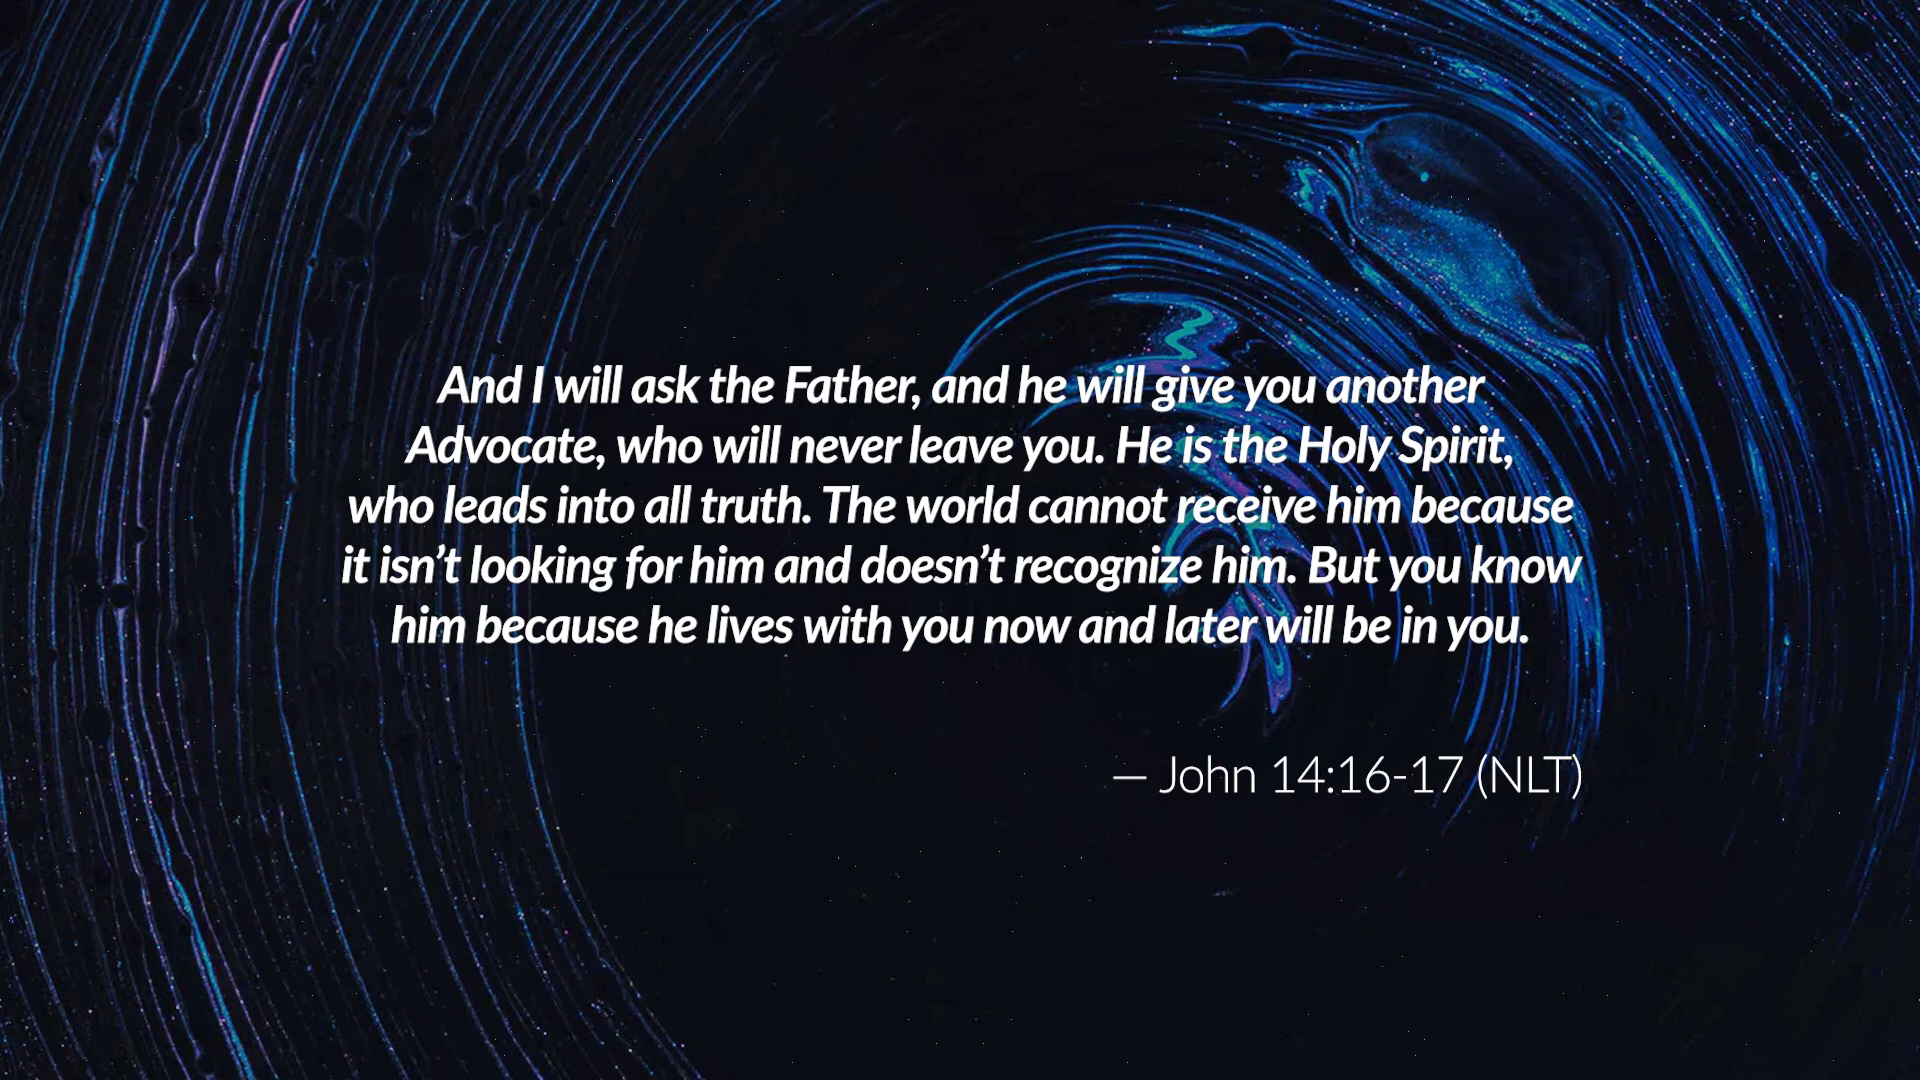 And I will ask the Father, and he will give you another
Advocate, who will never leave you. He is the Holy Spirit,
who leads into all truth. The world cannot receive him because
it isn’t looking for him and doesn’t recognize him. But you know
him because he lives with you now and later will be in you.
— John 14:16-17 (NLT)